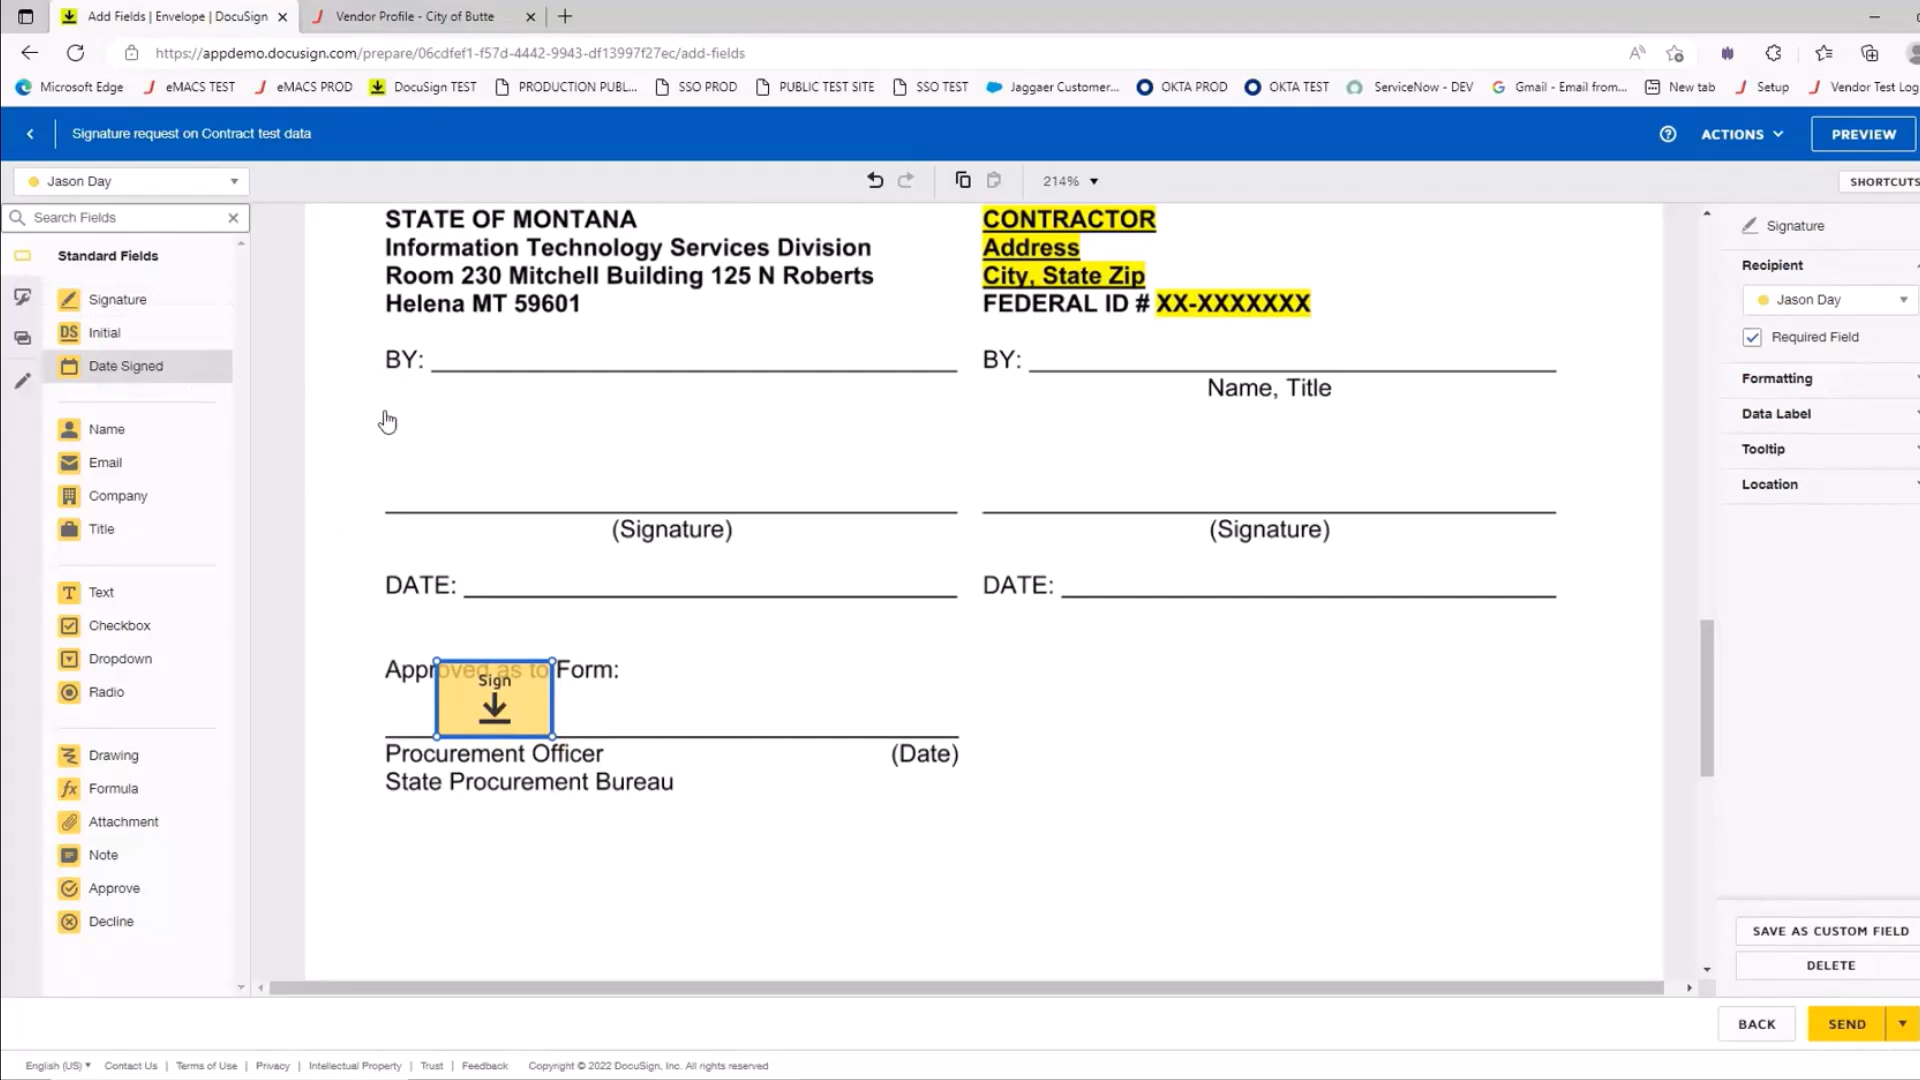 Add Fields | Envelope | DocuSign
Vendor Profile - City of Butte
https://appdemo.docusign.com/prepare/06cdfef1-f57d-4442-9943-df13997f27ec/add-fields
Microsoft Edge
eMACS TEST
eMACS PROD
DocuSign TEST
PRODUCTION PUBL...
SSO PROD
PUBLIC TEST SITE
SSO TEST
Jaggaer Customer...
OKTA PROD
OKTA TEST
ServiceNow - DEV
Gmail - Email from...
New tab
Setup
Vendor Test Log
Signature request on Contract test data
ACTIONS
PREVIEW
Jason Day
214%
SHORTCUTS
Search Fields
Standard Fields
Signature
DS Initial
Date Signed
Name
Email
Company
Title
T Text
Checkbox
Dropdown
Radio
Drawing
fx Formula
Attachment
Note
Approve
Decline
STATE OF MONTANA
Information Technology Services Division
Room 230 Mitchell Building 125 N Roberts
Helena MT 59601
BY:
(Signature)
DATE:
Approved as to Form:
Sign
Procurement Officer (Date)
State Procurement Bureau
CONTRACTOR
Address
City, State Zip
FEDERAL ID # XX-XXXXXXX
BY:
Name, Title
(Signature)
DATE:
Signature
Recipient
Jason Day
Required Field
Formatting
Data Label
Tooltip
Location
SAVE AS CUSTOM FIELD
DELETE
BACK
SEND
English (US) Contact Us | Terms of Use | Privacy | Intellectual Property | Trust | Feedback Copyright © 2022 DocuSign, Inc. All rights reserved